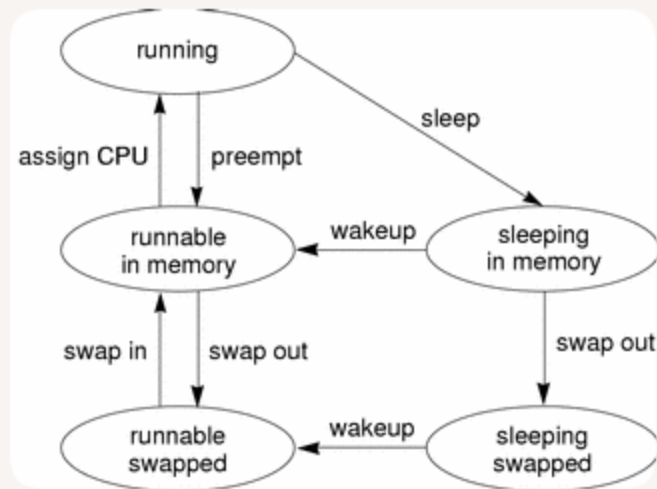 running
sleep
assign CPU
preempt
runnable
in memory
wakeup
sleeping
in memory
swap in
swap out
swap out
runnable
swapped
wakeup
sleeping
swapped